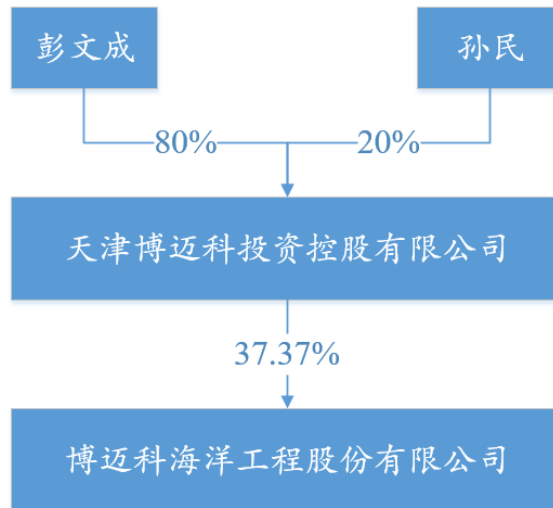 彭文成
孙民
80%
20%
天津博迈科投资控股有限公司
37.37%
博迈科海洋工程股份有限公司